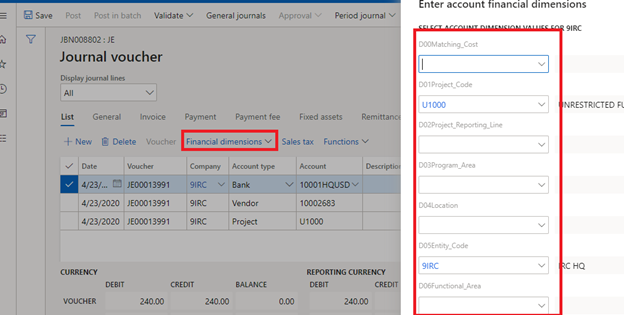 Save Post Post in batch Validate General journals Approval Period journal
JBN008802 : JE
Journal voucher
Display journal lines
All
List General Invoice Payment Payment fee Fixed assets Remittanc
New Delete Voucher Financial dimensions Sales tax Functions
Date Voucher Company Account type Account Description
4/23/... JE00013991 9IRC Bank 10001HQUSD
4/23/2020 JE00013991 9IRC Vendor 10002683
4/23/2020 JE00013991 9IRC Project U1000
CURRENCY REPORTING CURRENCY
DEBIT CREDIT BALANCE DEBIT CREDIT
VOUCHER 240.00 240.00 0.00 240.00 240.00
Enter account financial dimensions
SELECT ACCOUNT DIMENSION VALUES FOR 9IRC
D00Matching_Cost
D01Project_Code
U1000 UNRESTRICTED FU
D02Project_Reporting_Line
D03Program_Area
D04Location
D05Entity_Code
9IRC IRC HQ
D06Functional_Area